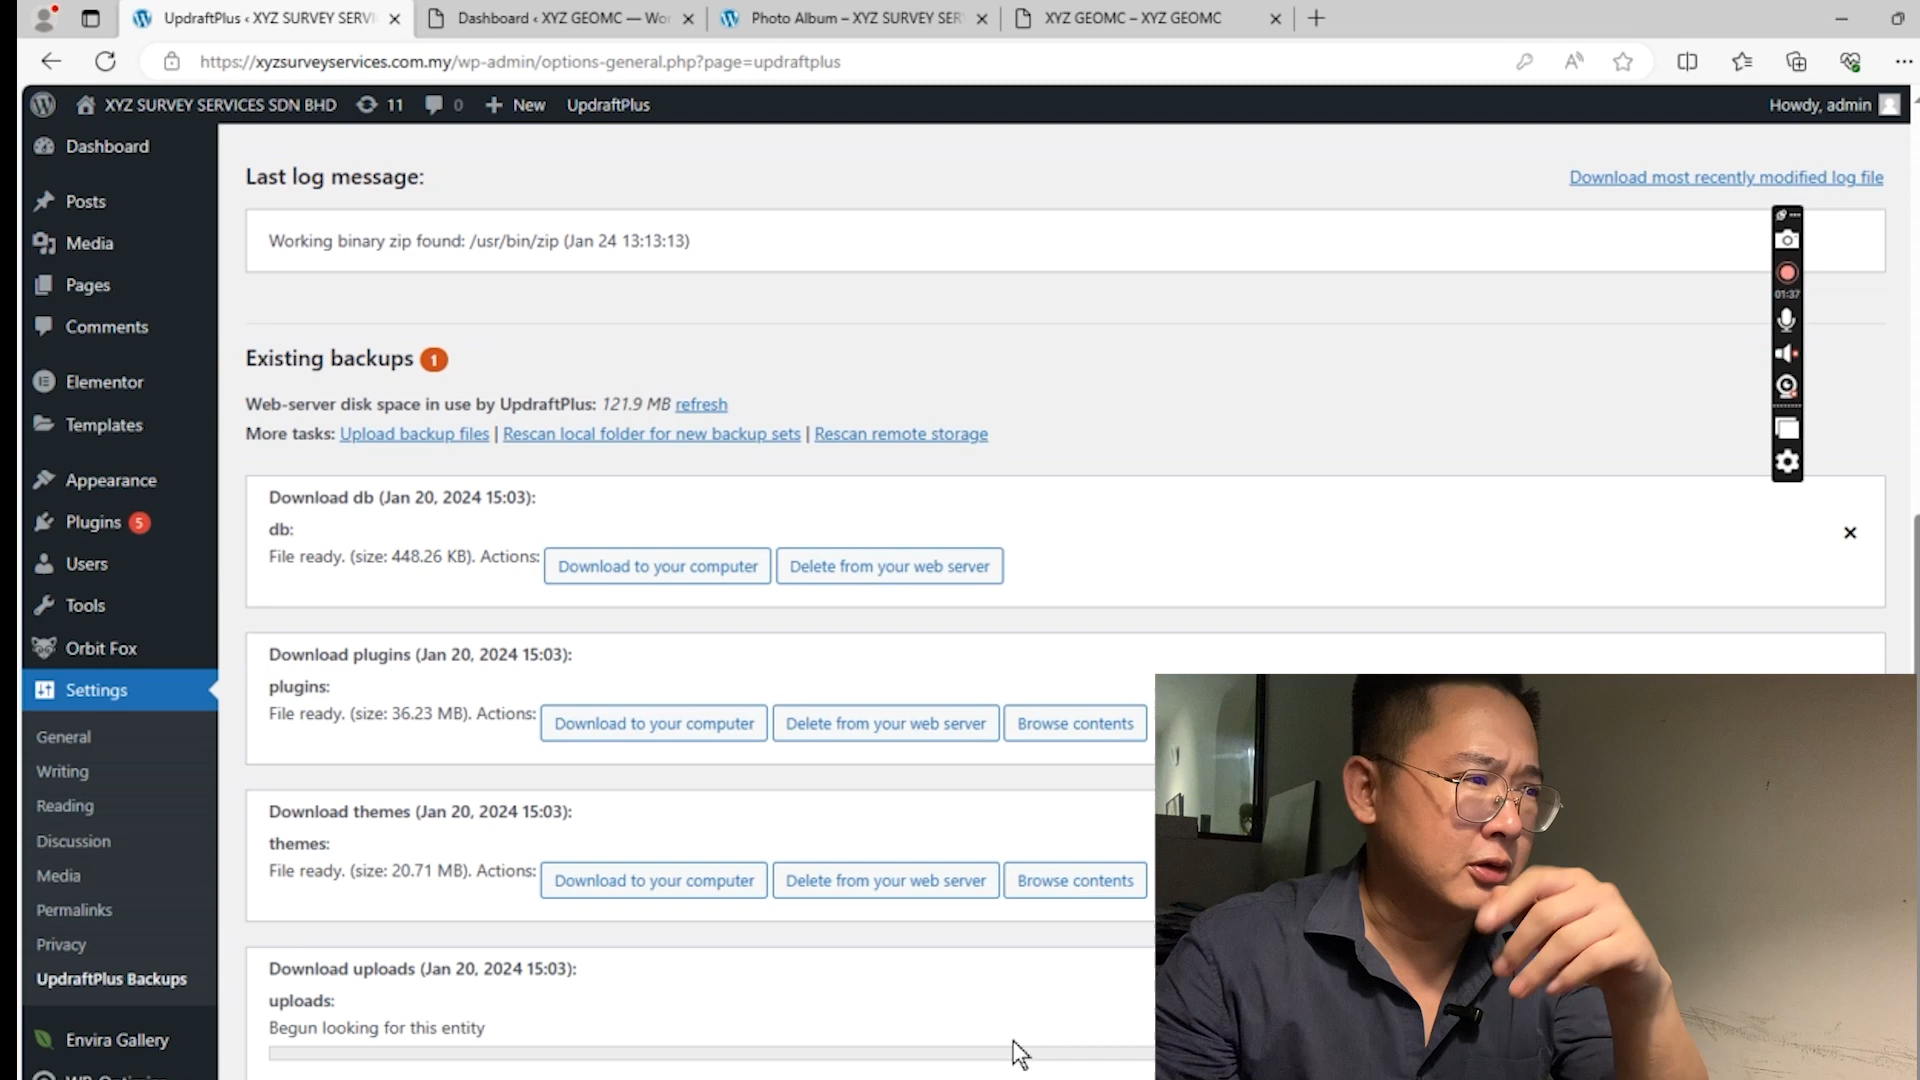 UpdraftPlus ‹ XYZ SURVEY SERVI
Dashboard ‹ XYZ GEOMC — Wor
Photo Album – XYZ SURVEY SER
XYZ GEOMC – XYZ GEOMC
https://xyzsurveyservices.com.my/wp-admin/options-general.php?page=updraftplus
XYZ SURVEY SERVICES SDN BHD 11 0 New UpdraftPlus Howdy, admin
Dashboard
Posts
Media
Pages
Comments
Elementor
Templates
Appearance
Plugins 5
Users
Tools
Orbit Fox
Settings
General
Writing
Reading
Discussion
Media
Permalinks
Privacy
UpdraftPlus Backups
Envira Gallery
Last log message:
Download most recently modified log file
Working binary zip found: /usr/bin/zip (Jan 24 13:13:13)
01:37
Existing backups 1
Web-server disk space in use by UpdraftPlus: 121.9 MB refresh
More tasks: Upload backup files | Rescan local folder for new backup sets | Rescan remote storage
Download db (Jan 20, 2024 15:03):
db:
File ready. (size: 448.26 KB). Actions: Download to your computer Delete from your web server
Download plugins (Jan 20, 2024 15:03):
plugins:
File ready. (size: 36.23 MB). Actions: Download to your computer Delete from your web server Browse contents
Download themes (Jan 20, 2024 15:03):
themes:
File ready. (size: 20.71 MB). Actions: Download to your computer Delete from your web server Browse contents
Download uploads (Jan 20, 2024 15:03):
uploads:
Begun looking for this entity